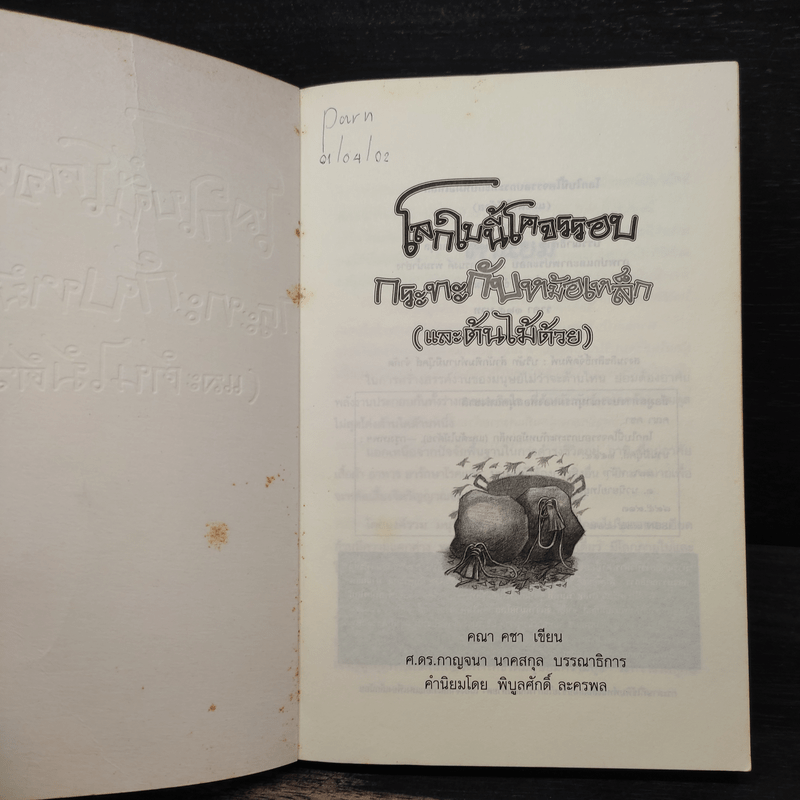 Parn
01/04/02
โลกใบนี้โคจรรอบ
กระทะกับหม้อเหล็ก
(และต้นไม้ด้วย)
คณา คชา เขียน
ศ.ดร.กาญจนา นาคสกุล บรรณาธิการ
คำนิยมโดย พิบูลศักดิ์ ละครพล